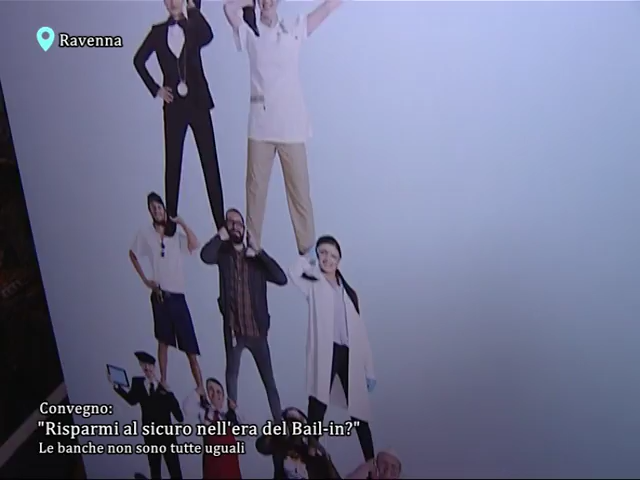 Ravenna
Convegno:
"Risparmi al sicuro nell'era del Bail-in?"
Le banche non sono tutte uguali